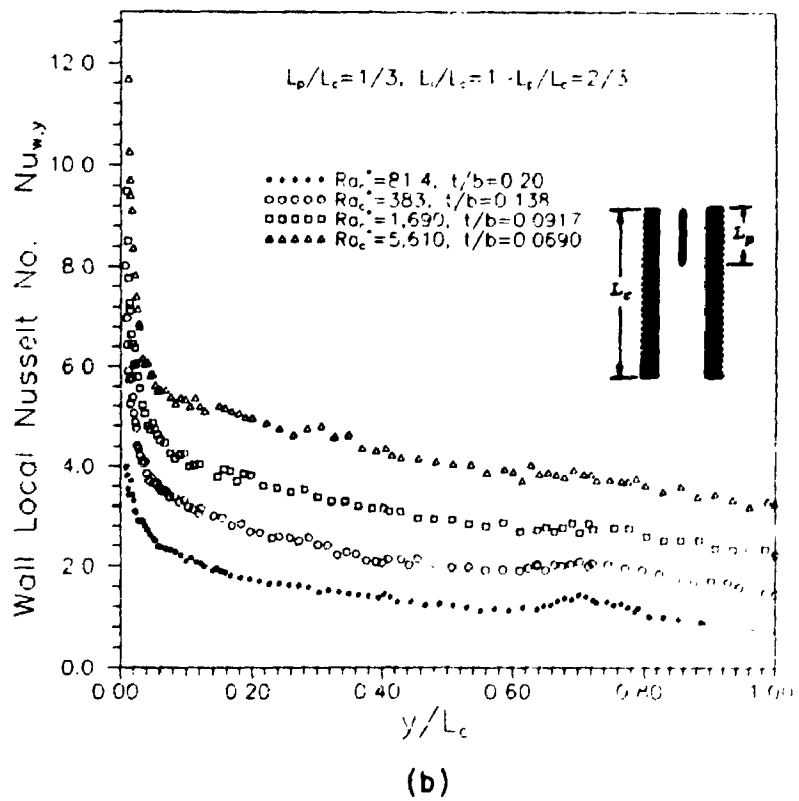 Wall Local Nusselt No. Nu_w,y
12.0
10.0
8.0
6.0
4.0
2.0
0.0
L_p/L_c=1/3, L_i/L_c=1-L_p/L_c=2/3
Ra_c*=81.4, t/b=0.20
Ra_c*=383, t/b=0.138
Ra_c*=1,690, t/b=0.0917
Ra_c*=5,610, t/b=0.0690
L_c
L_p
0.00
0.20
0.40
0.60
0.80
1.00
y/L_c
(b)